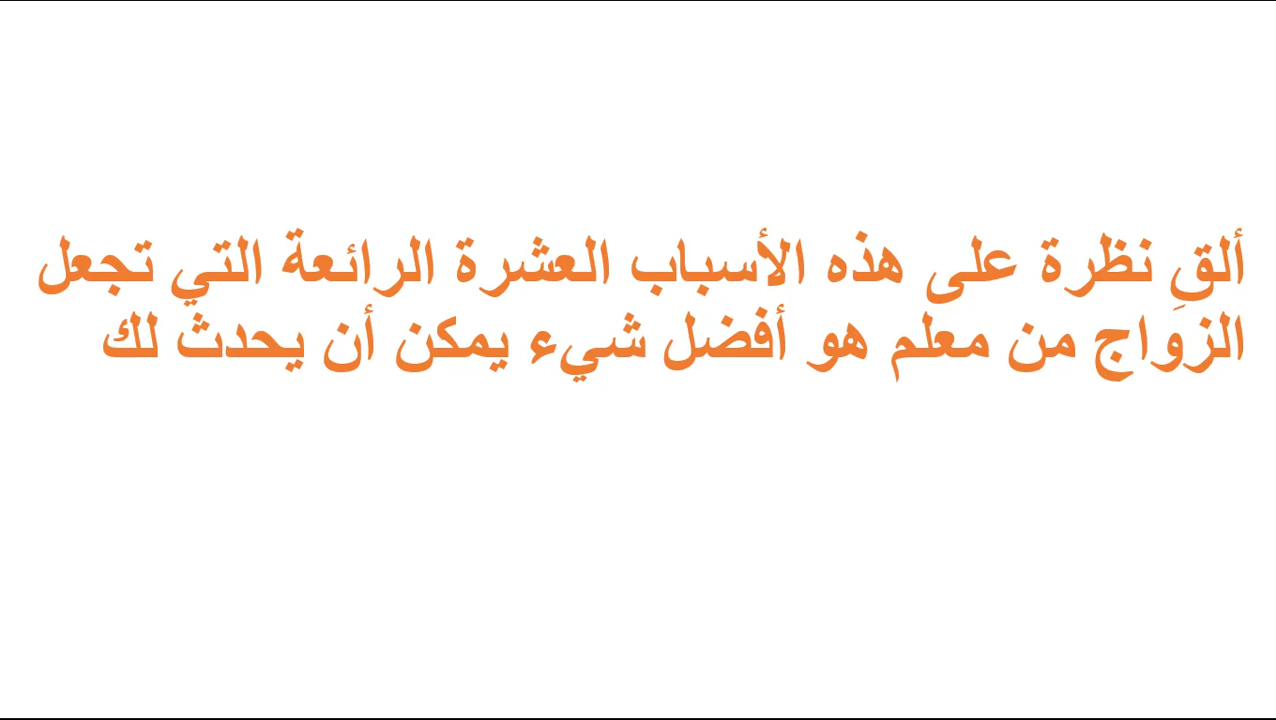 ألقِ نظرة على هذه الأسباب العشرة الرائعة التي تجعل
الزواج من معلم هو أفضل شيء يمكن أن يحدث لك